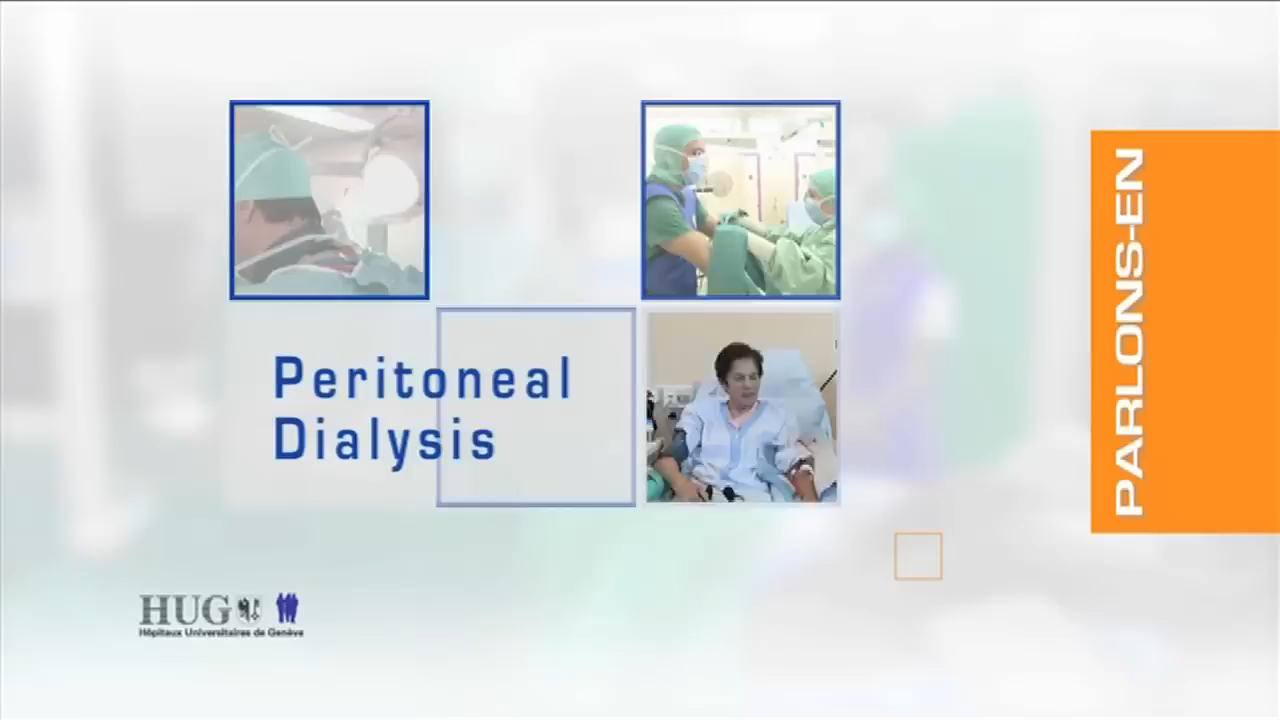 Peritoneal
Dialysis
PARLONS-EN
HUG
Hôpitaux Universitaires de Genève